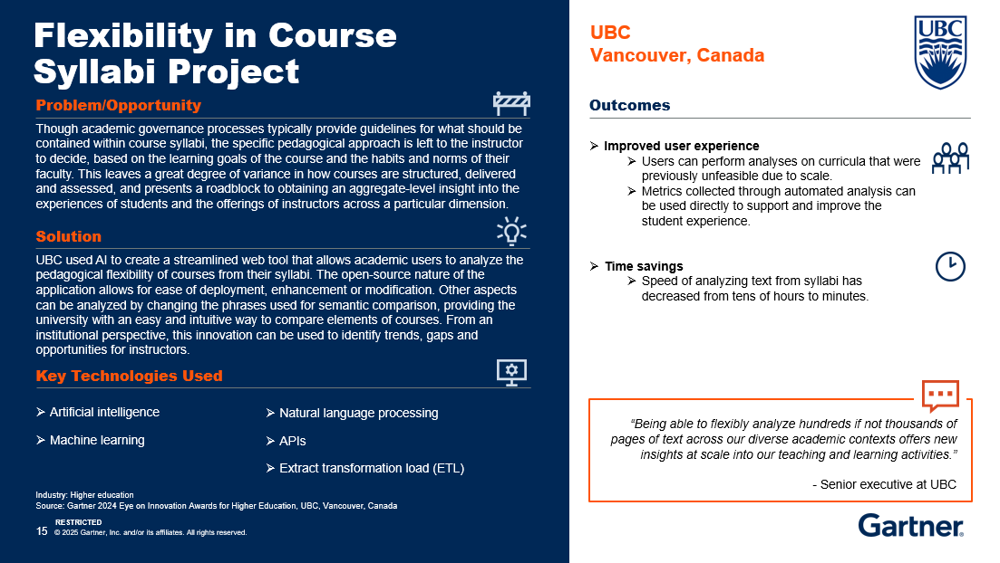 Flexibility in Course
Syllabi Project
Problem/Opportunity
Though academic governance processes typically provide guidelines for what should be
contained within course syllabi, the specific pedagogical approach is left to the instructor
to decide, based on the learning goals of the course and the habits and norms of their
faculty. This leaves a great degree of variance in how courses are structured, delivered
and assessed, and presents a roadblock to obtaining an aggregate-level insight into the
experiences of students and the offerings of instructors across a particular dimension.
Solution
UBC used AI to create a streamlined web tool that allows academic users to analyze the
pedagogical flexibility of courses from their syllabi. The open-source nature of the
application allows for ease of deployment, enhancement or modification. Other aspects
can be analyzed by changing the phrases used for semantic comparison, providing the
university with an easy and intuitive way to compare elements of courses. From an
institutional perspective, this innovation can be used to identify trends, gaps and
opportunities for instructors.
Key Technologies Used
➢ Artificial intelligence
➢ Machine learning
➢ Natural language processing
➢ APIs
➢ Extract transformation load (ETL)
Industry: Higher education
Source: Gartner 2024 Eye on Innovation Awards for Higher Education, UBC, Vancouver, Canada
RESTRICTED
15 © 2025 Gartner, Inc. and/or its affiliates. All rights reserved.
UBC
Vancouver, Canada
UBC
Outcomes
➢ Improved user experience
➢ Users can perform analyses on curricula that were
previously unfeasible due to scale.
➢ Metrics collected through automated analysis can
be used directly to support and improve the
student experience.
➢ Time savings
➢ Speed of analyzing text from syllabi has
decreased from tens of hours to minutes.
“Being able to flexibly analyze hundreds if not thousands of
pages of text across our diverse academic contexts offers new
insights at scale into our teaching and learning activities.”
- Senior executive at UBC
Gartner®